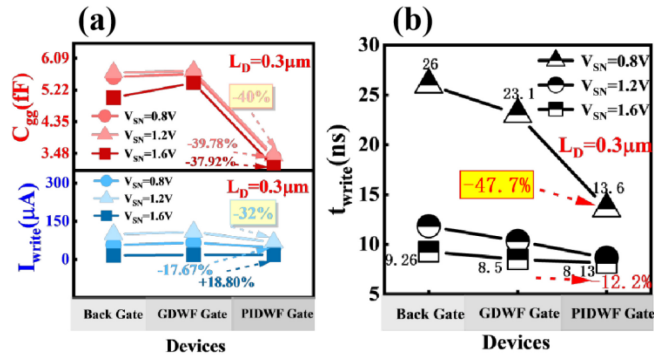 (a)
C_gg(fF)
6.09
5.22
4.35
3.48
L_D=0.3μm
V_SN=0.8V
V_SN=1.2V
V_SN=1.6V
-40%
-39.78%
-37.92%
I_write(μA)
300
150
0
V_SN=0.8V
V_SN=1.2V
V_SN=1.6V
L_D=0.3μm
-32%
-17.67%
+18.80%
Back Gate GDWF Gate PIDWF Gate
Devices
(b)
t_write(ns)
30
25
20
15
10
5
26
23.1
13.6
V_SN=0.8V
V_SN=1.2V
V_SN=1.6V
L_D=0.3μm
-47.7%
9.26
8.5
8.13
-12.2%
Back Gate GDWF Gate PIDWF Gate
Devices